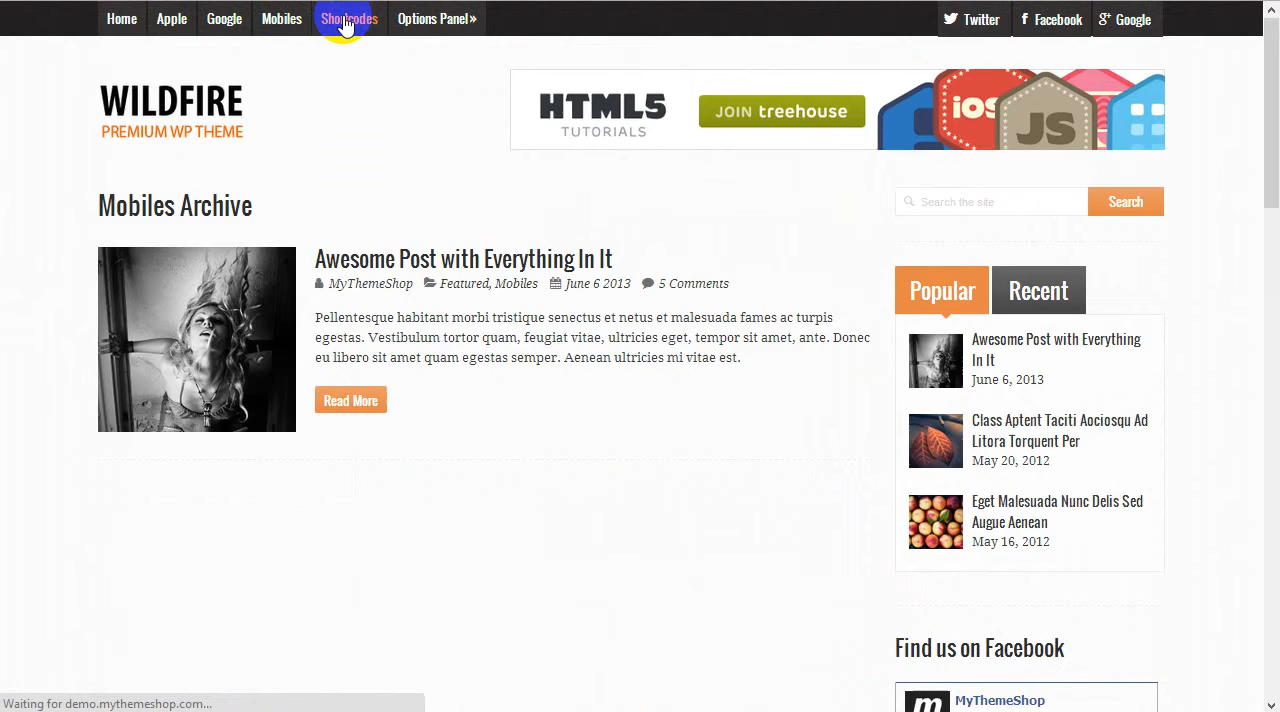 Home Apple Google Mobiles Shortcodes Options Panel» Twitter Facebook Google
WILDFIRE
PREMIUM WP THEME
HTML5
TUTORIALS
JOIN treehouse
iOS
JS
Mobiles Archive
Search the site
Search
Awesome Post with Everything In It
MyThemeShop Featured, Mobiles June 6 2013 5 Comments
Pellentesque habitant morbi tristique senectus et netus et malesuada fames ac turpis
egestas. Vestibulum tortor quam, feugiat vitae, ultricies eget, tempor sit amet, ante. Donec
eu libero sit amet quam egestas semper. Aenean ultricies mi vitae est.
Read More
Popular Recent
Awesome Post with Everything
In It
June 6, 2013
Class Aptent Taciti Aociosqu Ad
Litora Torquent Per
May 20, 2012
Eget Malesuada Nunc Delis Sed
Augue Aenean
May 16, 2012
Find us on Facebook
MyThemeShop
Waiting for demo.mythemeshop.com...